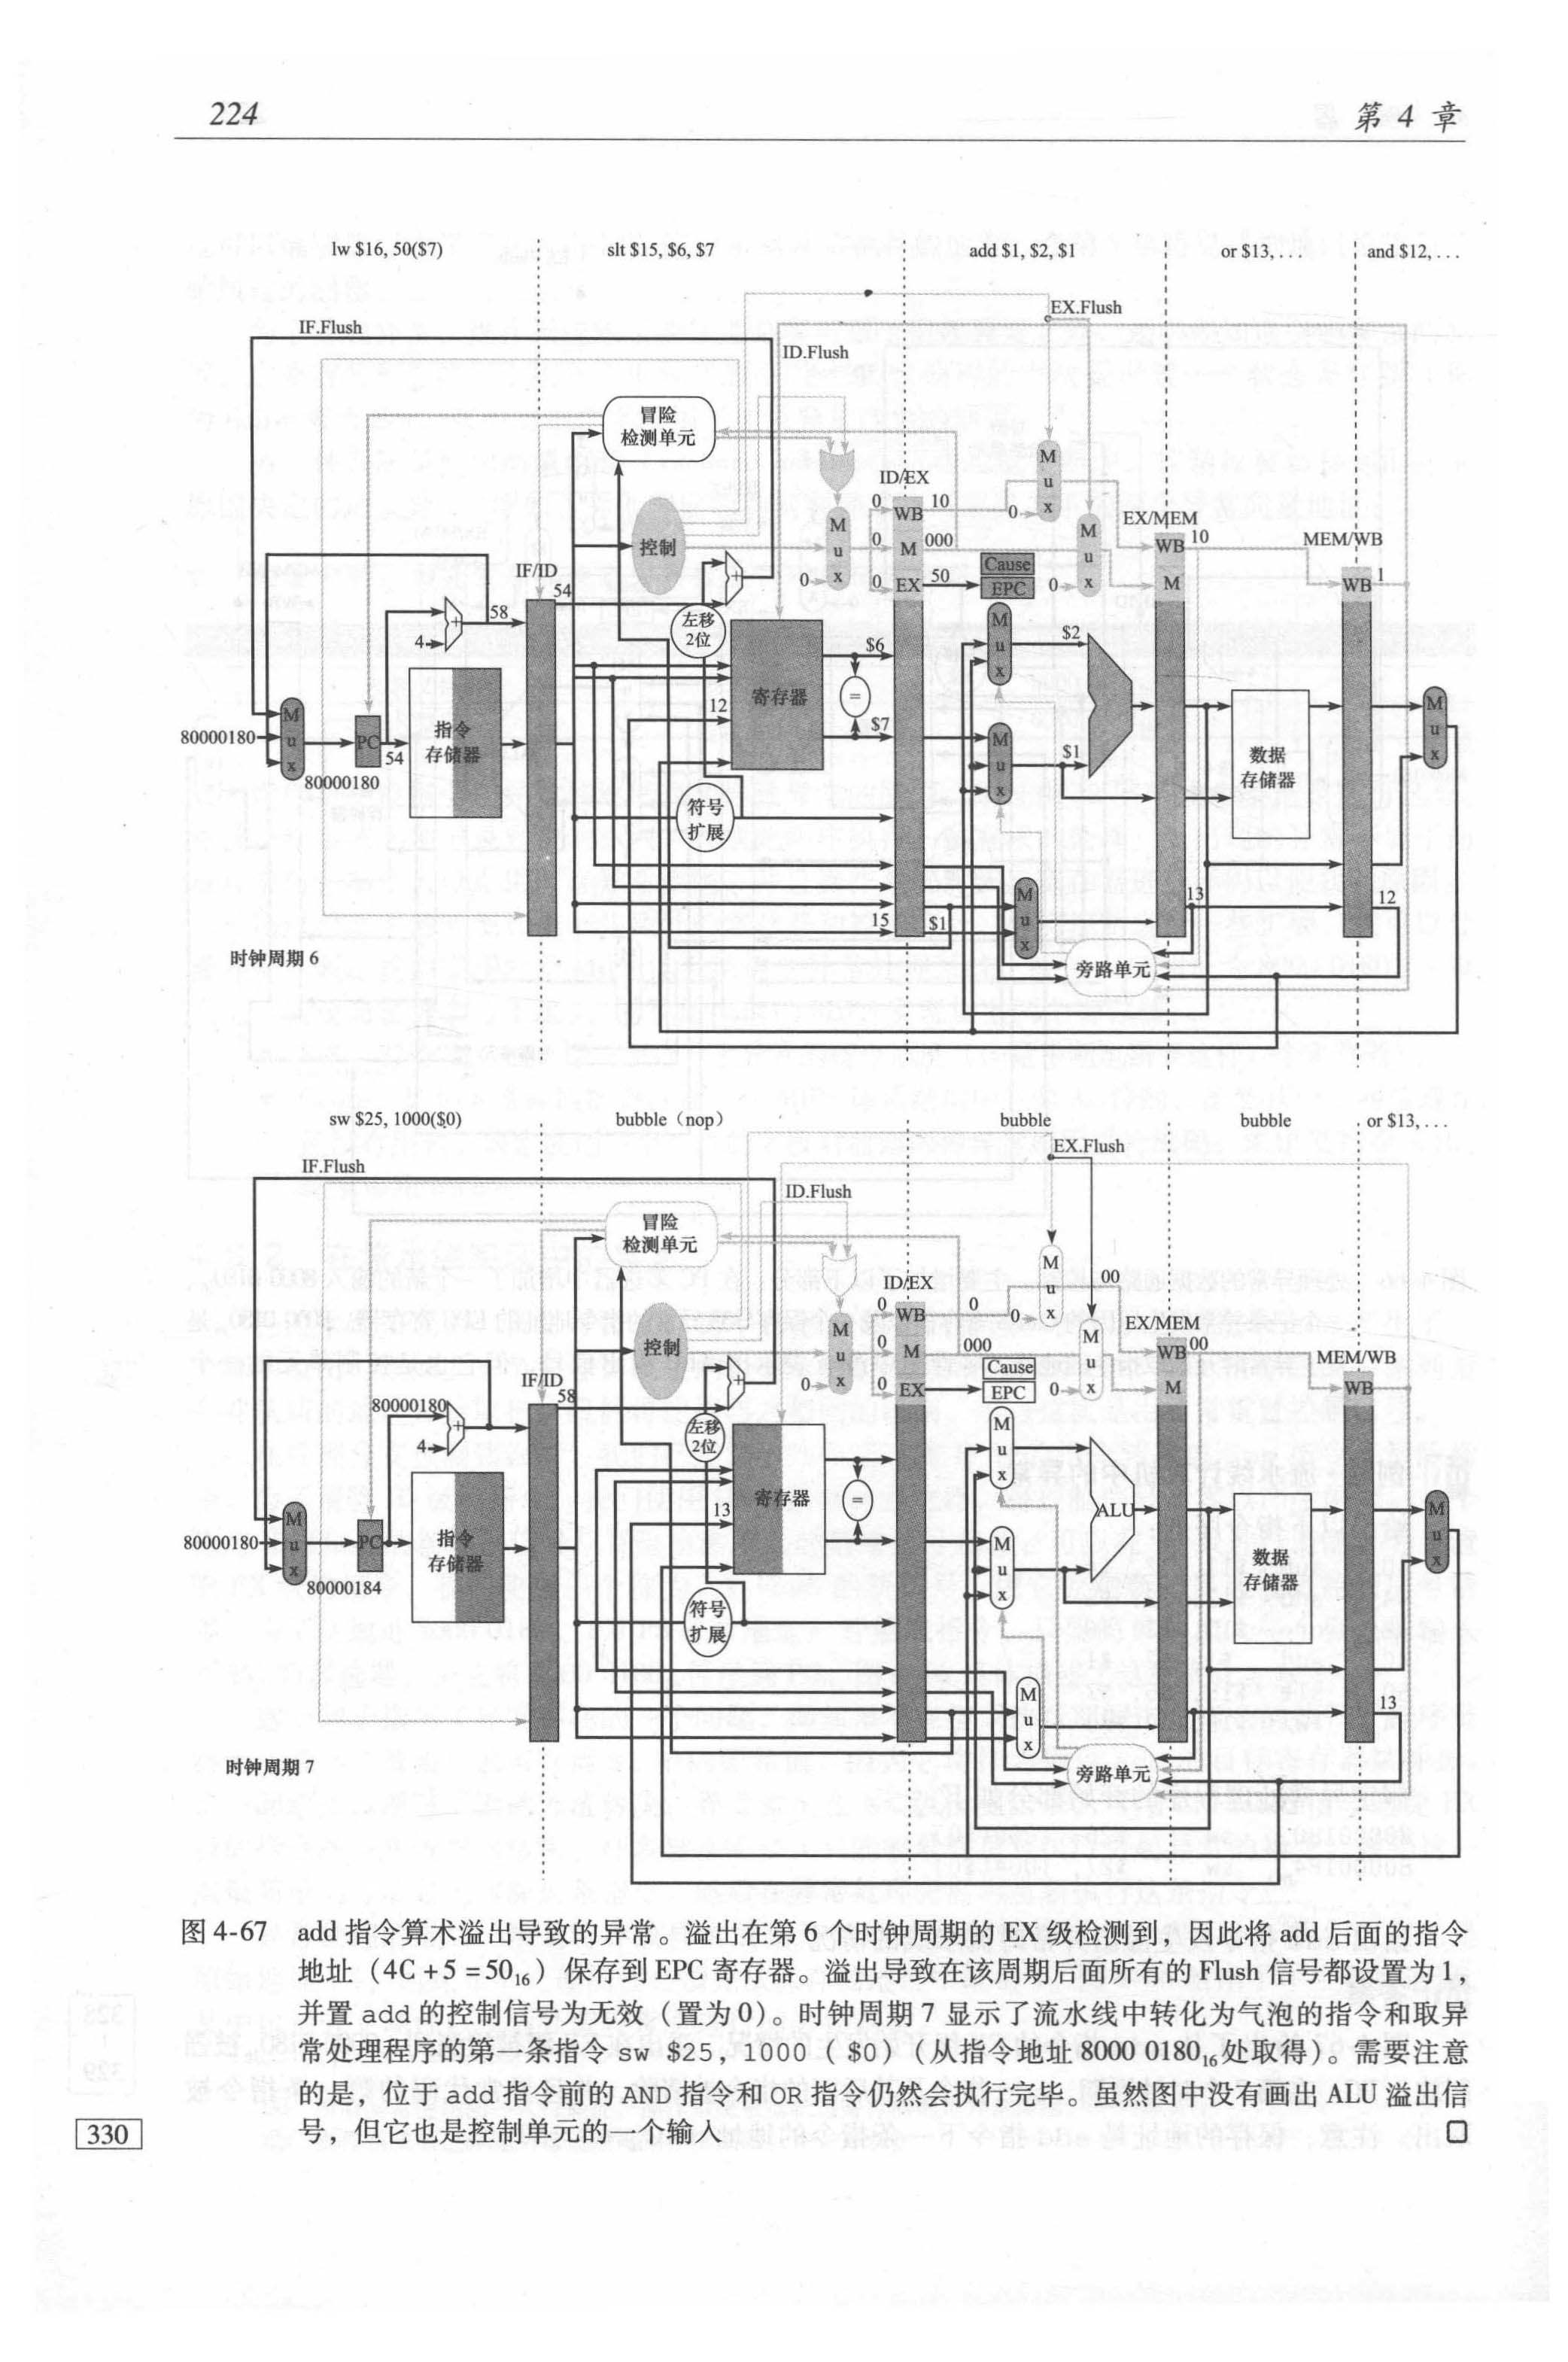 224
第 4 章
lw $16, 50($7)
slt $15, $6, $7
add $1, $2, $1
or $13, . . .
and $12, . . .
EX.Flush
IF.Flush
ID.Flush
冒险
检测单元
M
u
x
ID/EX
0
WB
10
0
M
u
x
EX/MEM
控制
M
u
x
0
0
M
000
M
u
x
0
WB
10
MEM/WB
Cause
IF/ID
54
0
EX
50
EPC
M
WB
1
+
+
58
4
左移
2位
M
u
x
$2
$6
=
寄存器
12
$7
M
u
x
80000180
PC
54
80000180
指令
存储器
M
u
x
$1
数据
存储器
M
u
x
符号
扩展
M
u
x
13
12
15
$1
旁路单元
时钟周期 6
sw $25, 1000($0)
bubble（nop）
bubble
bubble
or $13, . . .
EX.Flush
IF.Flush
ID.Flush
冒险
检测单元
M
u
x
00
ID/EX
0
WB
0
0
EX/MEM
控制
M
u
x
0
0
M
000
M
u
x
0
WB
00
MEM/WB
Cause
IF/ID
58
0
EX
EPC
M
WB
+
80000180
+
4
左移
2位
M
u
x
=
寄存器
13
ALU
M
u
x
80000180
PC
80000184
指令
存储器
M
u
x
数据
存储器
M
u
x
符号
扩展
M
u
x
13
旁路单元
时钟周期 7
图 4-67 add 指令算术溢出导致的异常。溢出在第 6 个时钟周期的 EX 级检测到，因此将 add 后面的指令
地址（4C + 5 = 50₁₆）保存到 EPC 寄存器。溢出导致在该周期后面所有的 Flush 信号都设置为 1，
并置 add 的控制信号为无效（置为 0）。时钟周期 7 显示了流水线中转化为气泡的指令和取异
常处理程序的第一条指令 sw $25, 1000 ( $0)（从指令地址 8000 0180₁₆处取得）。需要注意
的是，位于 add 指令前的 AND 指令和 OR 指令仍然会执行完毕。虽然图中没有画出 ALU 溢出信
号，但它也是控制单元的一个输入
330